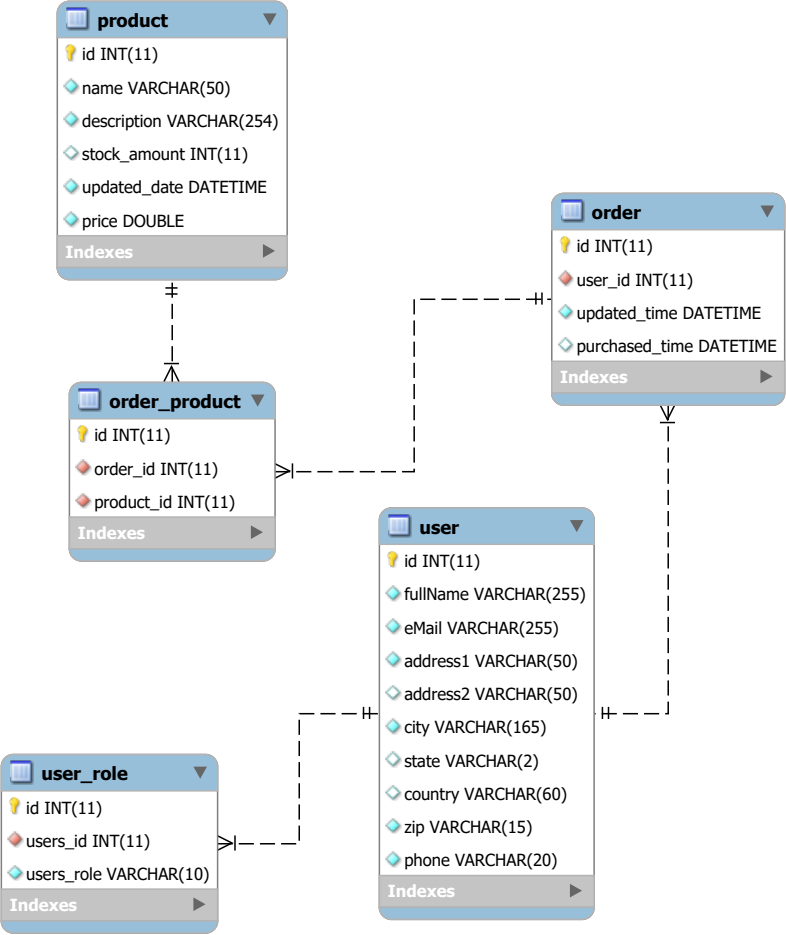 product
id INT(11)
name VARCHAR(50)
description VARCHAR(254)
stock_amount INT(11)
updated_date DATETIME
price DOUBLE
Indexes
order
id INT(11)
user_id INT(11)
updated_time DATETIME
purchased_time DATETIME
Indexes
order_product
id INT(11)
order_id INT(11)
product_id INT(11)
Indexes
user
id INT(11)
fullName VARCHAR(255)
eMail VARCHAR(255)
address1 VARCHAR(50)
address2 VARCHAR(50)
city VARCHAR(165)
state VARCHAR(2)
country VARCHAR(60)
zip VARCHAR(15)
phone VARCHAR(20)
Indexes
user_role
id INT(11)
users_id INT(11)
users_role VARCHAR(10)
Indexes